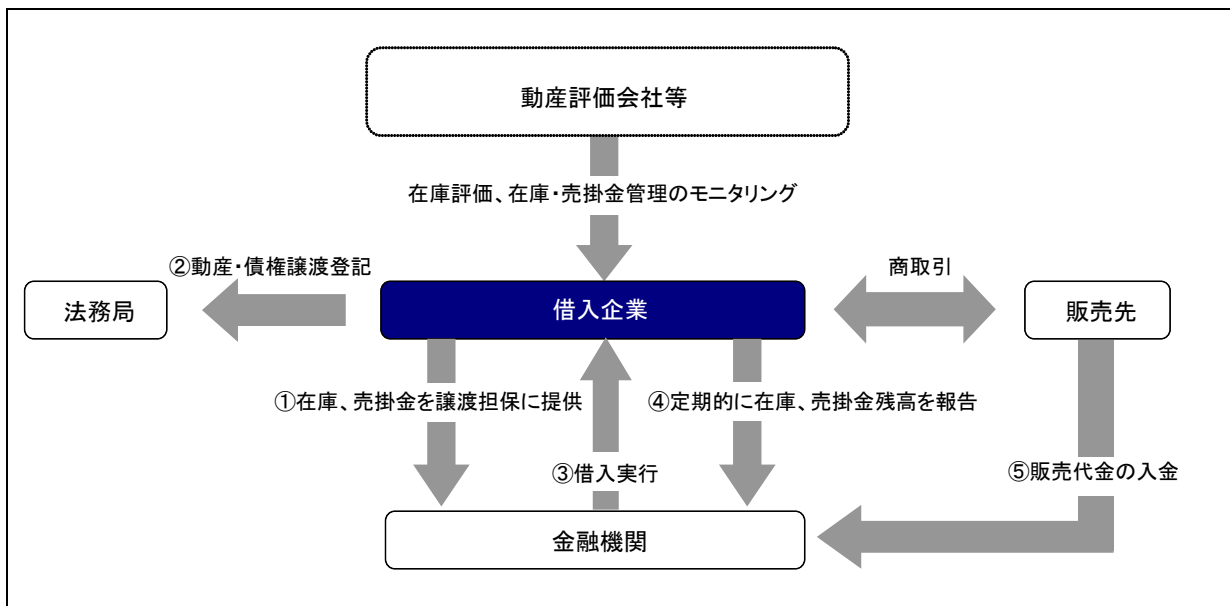 動産評価会社等
在庫評価、在庫・売掛金管理のモニタリング
②動産・債権譲渡登記
商取引
法務局
借入企業
販売先
①在庫、売掛金を譲渡担保に提供
④定期的に在庫、売掛金残高を報告
③借入実行
⑤販売代金の入金
金融機関